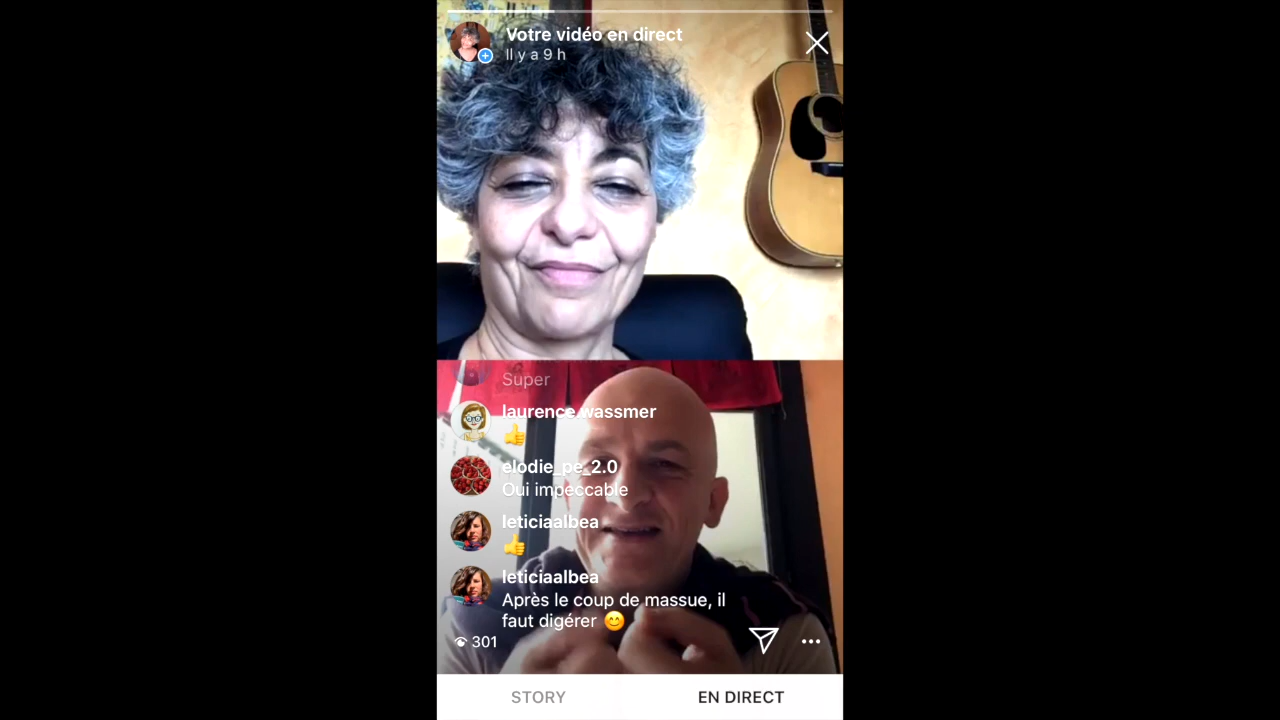 Votre vidéo en direct
Il y a 9 h
Super
laurence.wassmer
👍
elodie_pe_2.0
Oui impeccable
leticiaalbea
👍
leticiaalbea
Après le coup de massue, il
faut digérer 😊
301
STORY
EN DIRECT